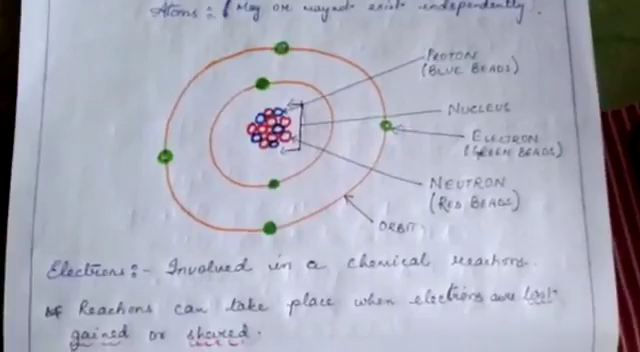 Atoms : ( May or may not exist independently).
PROTON
(BLUE BEADS)
NUCLEUS
ELECTRON
(GREEN BEADS)
NEUTRON
(RED BEADS)
ORBIT
Electrons :- Involved in a chemical reactions.
Reactions can take place when electrons are lost
gained or shared.